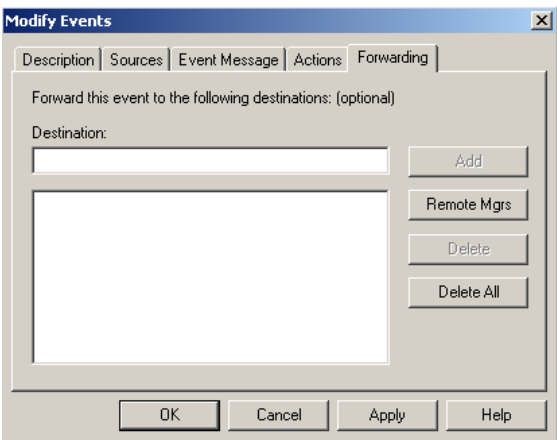 Modify Events
Description Sources Event Message Actions Forwarding
Forward this event to the following destinations: (optional)
Destination:
Add
Remote Mgrs
Delete
Delete All
OK Cancel Apply Help